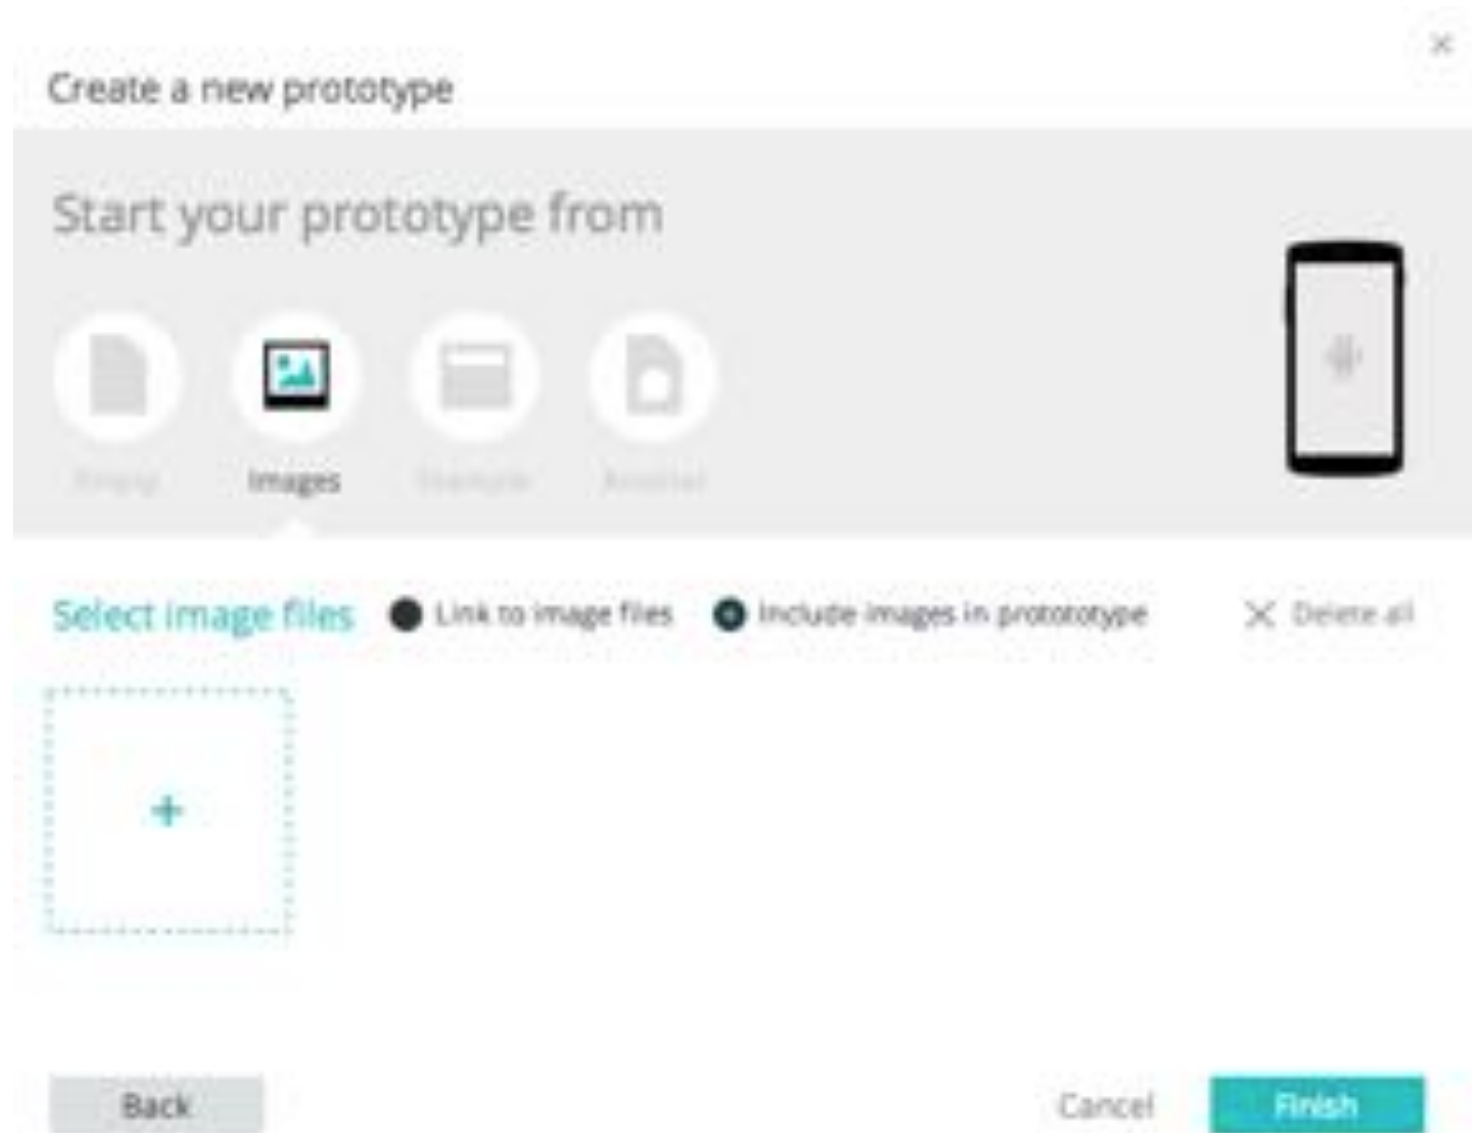 Create a new prototype
Start your prototype from
Images
Select image files
Link to image files
Include images in protototype
Delete all
Back
Cancel
Finish